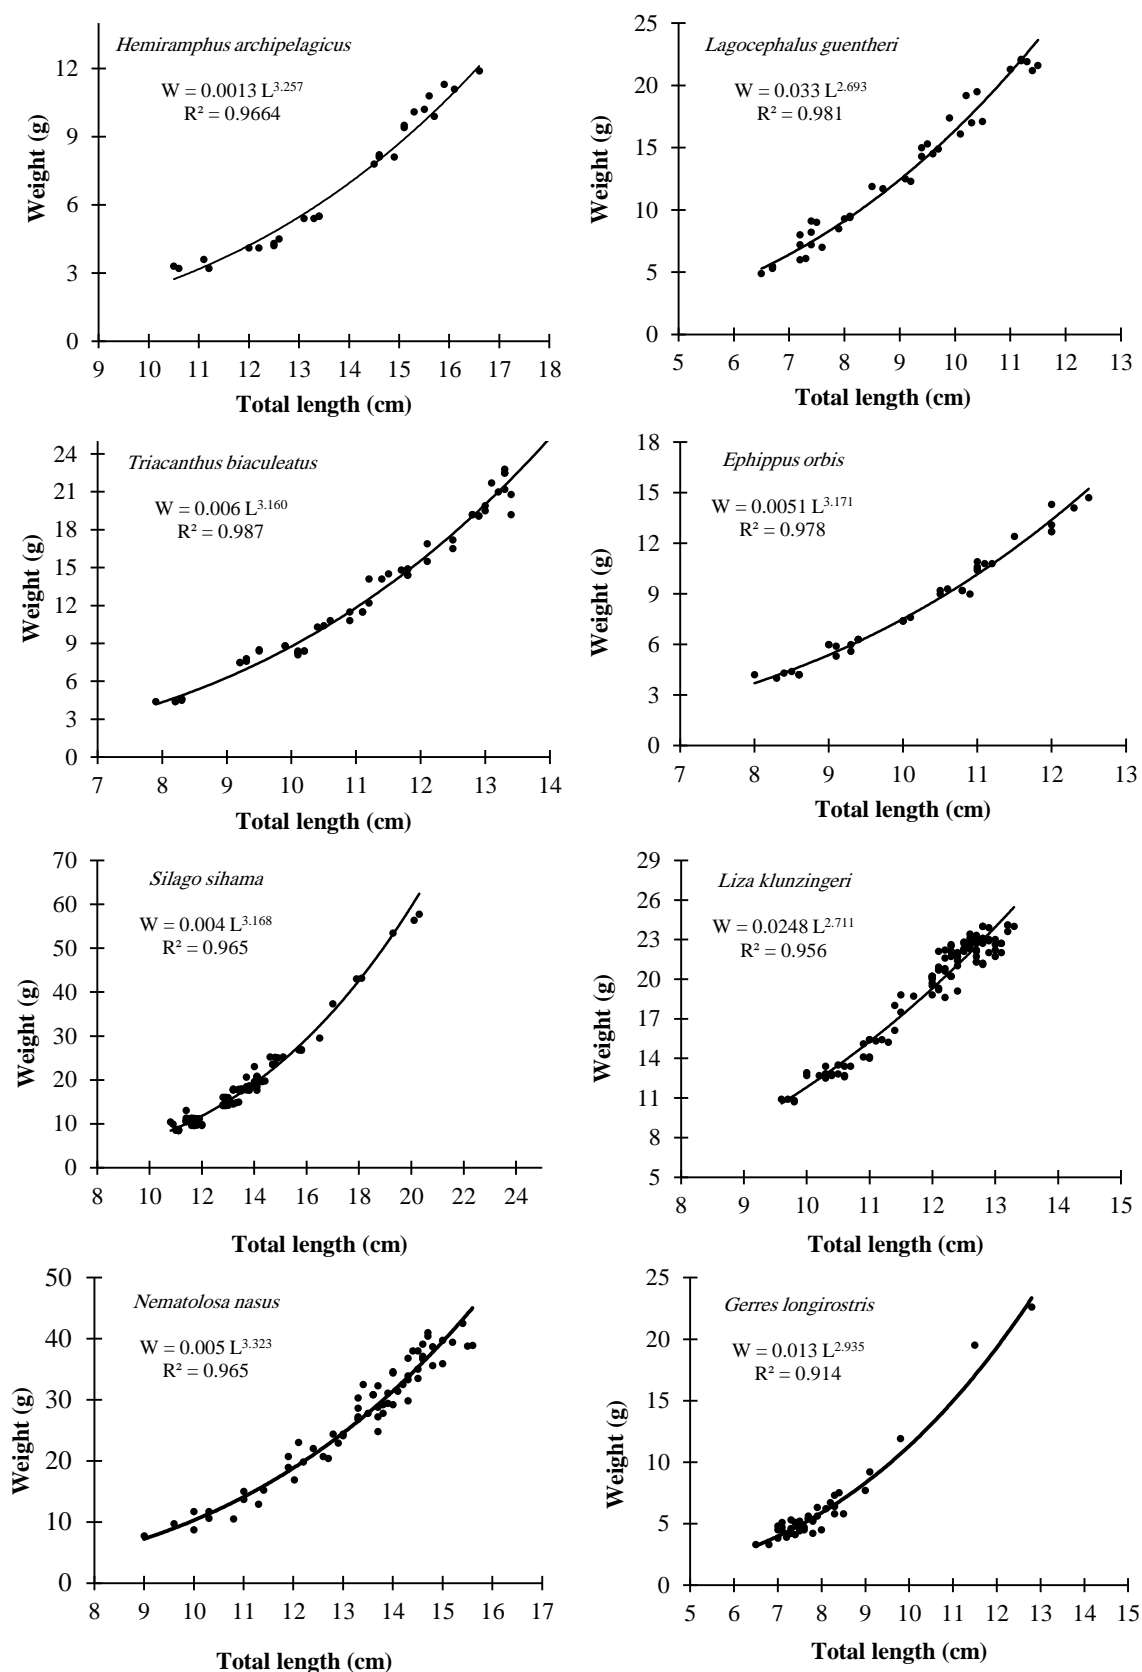 Hemiramphus archipelagicus
W = 0.0013 L^3.257
R² = 0.9664
Weight (g)
12
9
6
3
0
9 10 11 12 13 14 15 16 17 18
Total length (cm)
Lagocephalus guentheri
W = 0.033 L^2.693
R² = 0.981
Weight (g)
25
20
15
10
5
0
5 6 7 8 9 10 11 12 13
Total length (cm)
Triacanthus biaculeatus
W = 0.006 L^3.160
R² = 0.987
Weight (g)
24
21
18
15
12
9
6
3
0
7 8 9 10 11 12 13 14
Total length (cm)
Ephippus orbis
W = 0.0051 L^3.171
R² = 0.978
Weight (g)
18
15
12
9
6
3
0
7 8 9 10 11 12 13
Total length (cm)
Silago sihama
W = 0.004 L^3.168
R² = 0.965
Weight (g)
70
60
50
40
30
20
10
0
8 10 12 14 16 18 20 22 24
Total length (cm)
Liza klunzingeri
W = 0.0248 L^2.711
R² = 0.956
Weight (g)
29
26
23
20
17
14
11
8
5
8 9 10 11 12 13 14 15
Total length (cm)
Nematolosa nasus
W = 0.005 L^3.323
R² = 0.965
Weight (g)
50
40
30
20
10
0
8 9 10 11 12 13 14 15 16 17
Total length (cm)
Gerres longirostris
W = 0.013 L^2.935
R² = 0.914
Weight (g)
25
20
15
10
5
0
5 6 7 8 9 10 11 12 13 14 15
Total length (cm)